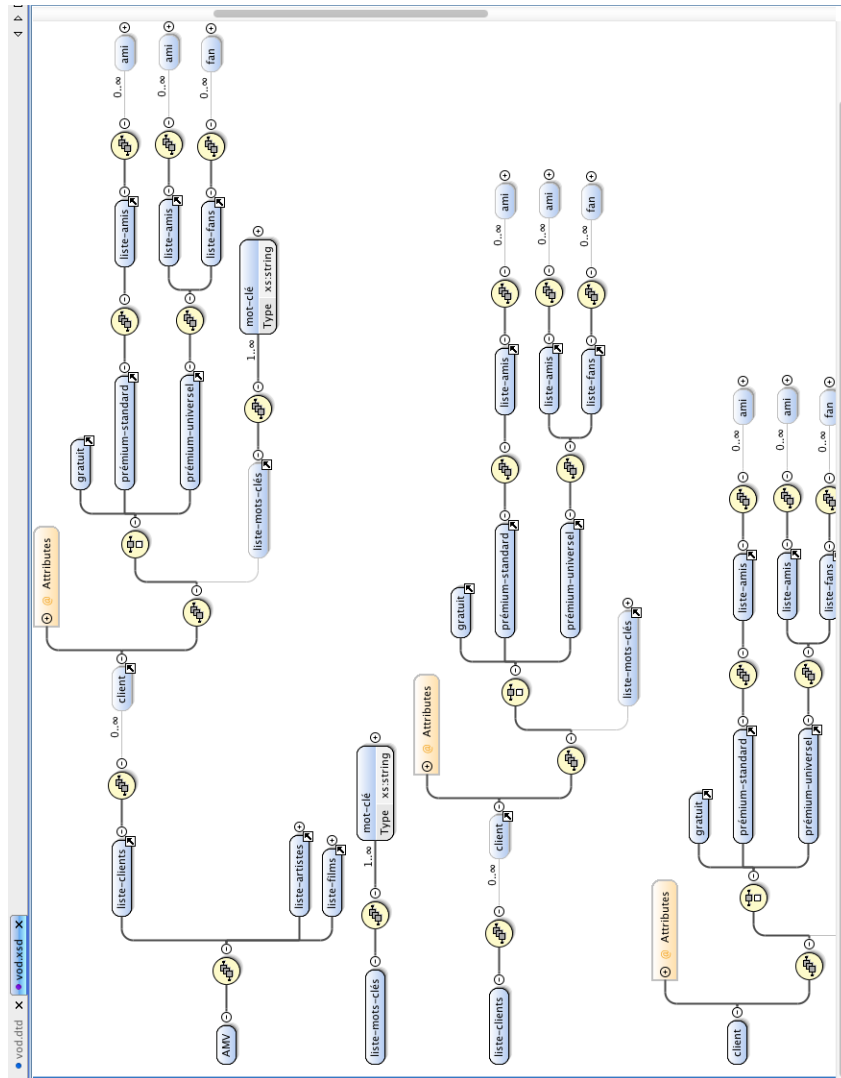 vod.dtd
vod.xsd
AMV
liste-clients
0..∞
client
@ Attributes
gratuit
prémium-standard
liste-amis
0..∞
ami
prémium-universel
liste-amis
0..∞
ami
liste-fans
0..∞
fan
liste-mots-clés
1..∞
mot-clé
Type xs:string
liste-artistes
liste-films
liste-mots-clés
1..∞
mot-clé
Type xs:string
liste-clients
0..∞
client
@ Attributes
gratuit
prémium-standard
liste-amis
0..∞
ami
prémium-universel
liste-amis
0..∞
ami
liste-fans
0..∞
fan
liste-mots-clés
client
@ Attributes
gratuit
prémium-standard
liste-amis
0..∞
ami
prémium-universel
liste-amis
0..∞
ami
liste-fans
0..∞
fan